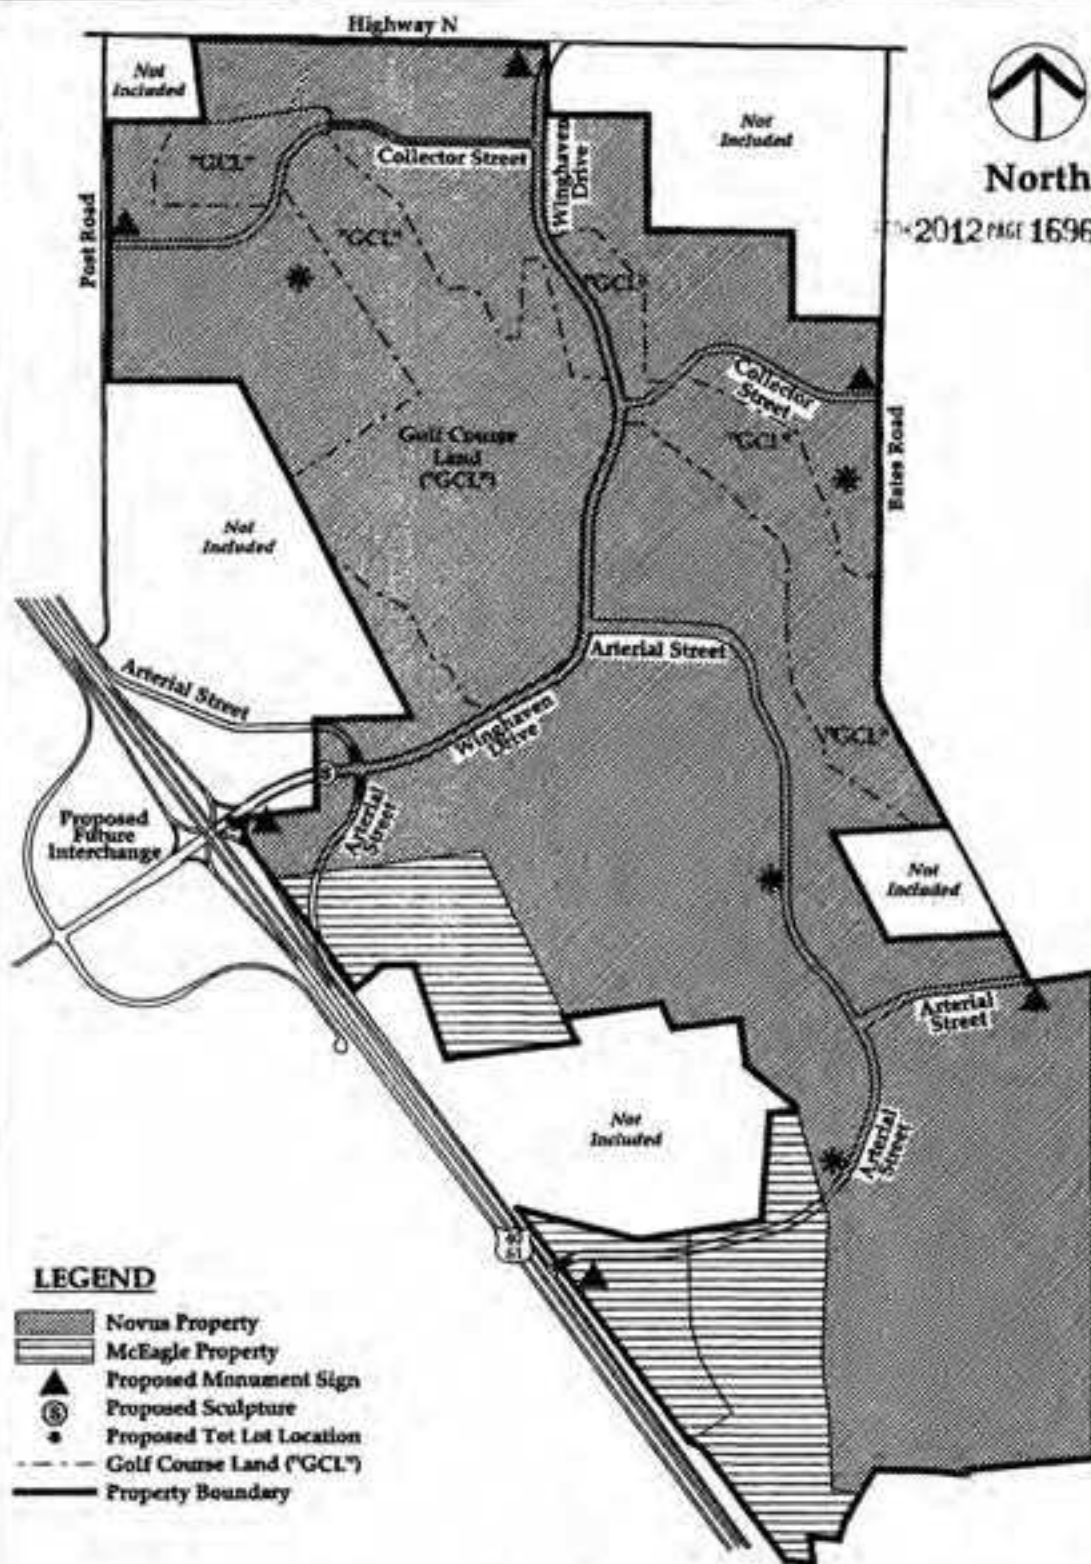 Highway N
Not
Included
"GCL"
Collector Street
Winghaven
Drive
Not
Included
North
2012 PAGE 1696
Post Road
"GCL"
"GCL"
Collector
Street
"GCL"
Bates Road
Golf Course
Land
("GCL")
Not
Included
Arterial Street
Arterial Street
Winghaven
Drive
"GCL"
Proposed
Future
Interchange
Arterial
Street
Not
Included
Arterial
Street
Not
Included
Arterial
Street
40
61
LEGEND
Novus Property
McEagle Property
Proposed Monument Sign
S
Proposed Sculpture
Proposed Tot Lot Location
Golf Course Land ("GCL")
Property Boundary